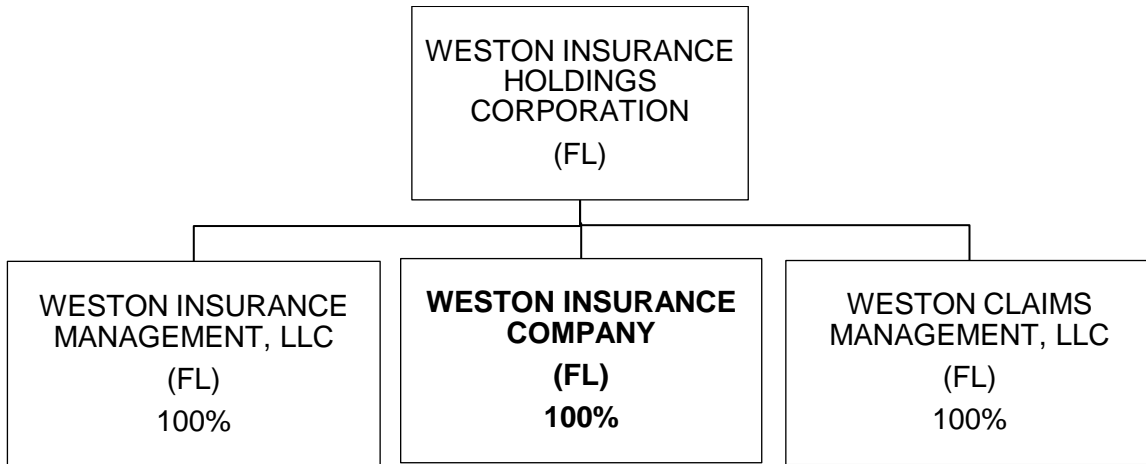 WESTON INSURANCE
HOLDINGS
CORPORATION
(FL)
WESTON INSURANCE
MANAGEMENT, LLC
(FL)
100%
WESTON INSURANCE
COMPANY
(FL)
100%
WESTON CLAIMS
MANAGEMENT, LLC
(FL)
100%